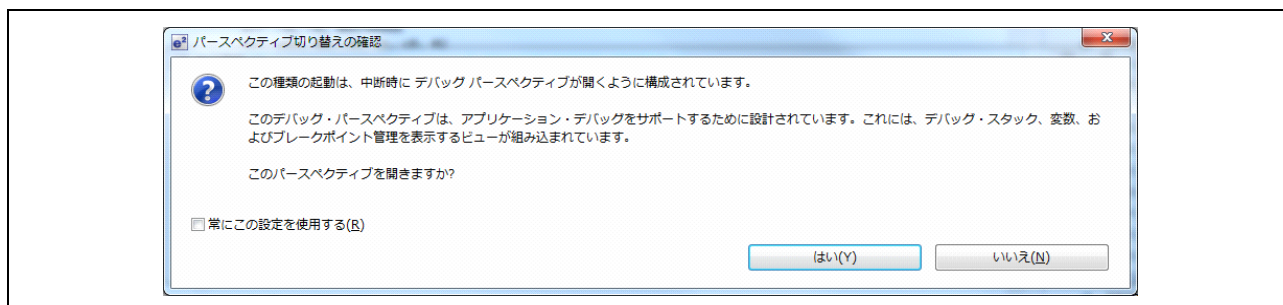 e² パースペクティブ切り替えの確認
この種類の起動は、中断時に デバッグ パースペクティブが開くように構成されています。
このデバッグ・パースペクティブは、アプリケーション・デバッグをサポートするために設計されています。これには、デバッグ・スタック、変数、お
よびブレークポイント管理を表示するビューが組み込まれています。
このパースペクティブを開きますか?
常にこの設定を使用する(R)
はい(Y) いいえ(N)